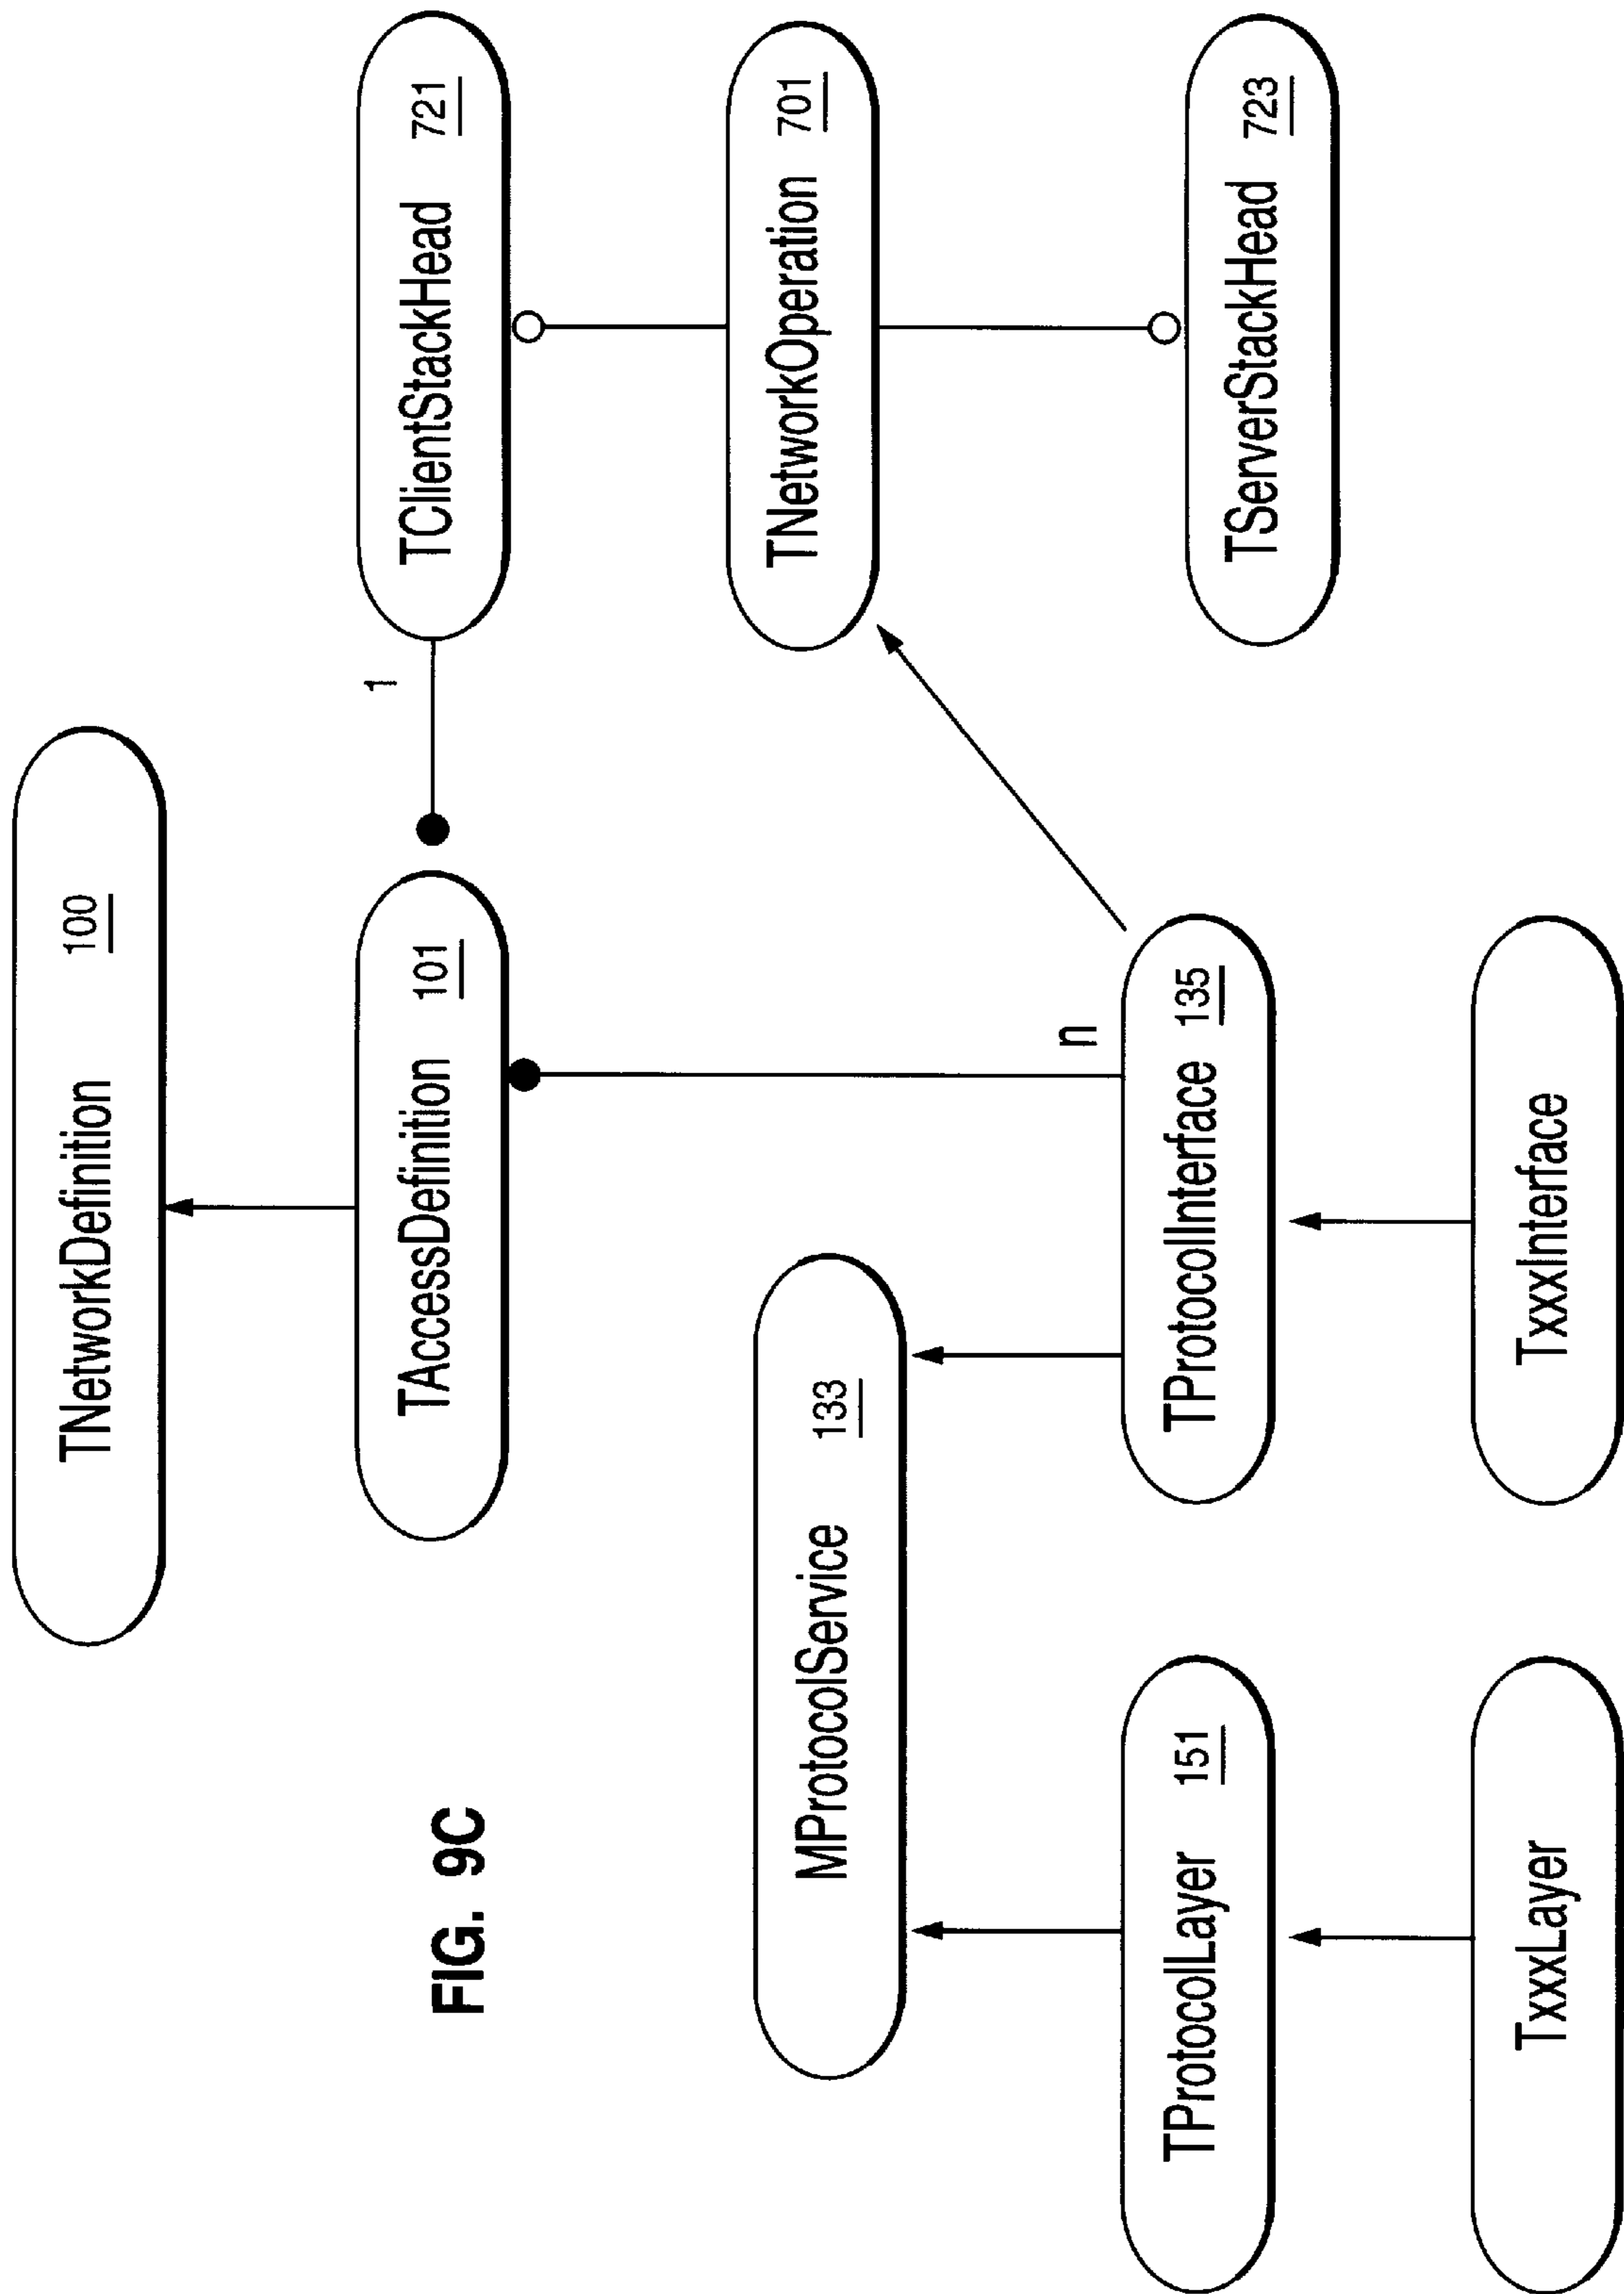 TNetworkDefinition 100
FIG. 9C
TAccessDefinition 101
1
TClientStackHead 721
MProtocolService 133
TNetworkOperation 701
n
TProtocolLayer 151
TProtocolInterface 135
TServerStackHead 723
TxxxLayer
TxxxInterface